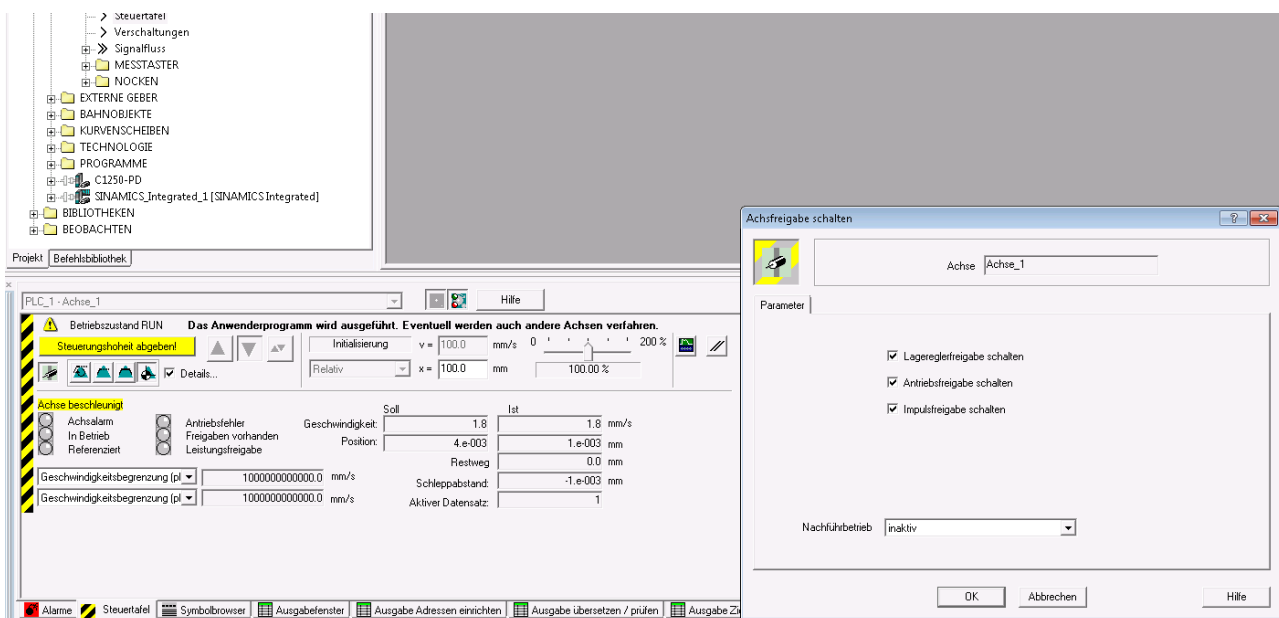 Steuertafel
Verschaltungen
Signalfluss
MESSTASTER
NOCKEN
EXTERNE GEBER
BAHNOBJEKTE
KURVENSCHEIBEN
TECHNOLOGIE
PROGRAMME
C1250-PD
SINAMICS_Integrated_1 [SINAMICS Integrated]
BIBLIOTHEKEN
BEOBACHTEN
Projekt Befehlsbibliothek
PLC_1 - Achse_1 Hilfe
Betriebszustand RUN Das Anwenderprogramm wird ausgeführt. Eventuell werden auch andere Achsen verfahren.
Steuerungshoheit abgeben! Initialisierung v = 100.0 mm/s 0 200 %
Details... Relativ x = 100.0 mm 100.00 %
Achse beschleunigt
Soll Ist
Achsalarm Antriebsfehler Geschwindigkeit: 1.8 1.8 mm/s
In Betrieb Freigaben vorhanden Position: 4.e-003 1.e-003 mm
Referenziert Leistungsfreigabe
Restweg 0.0 mm
Geschwindigkeitsbegrenzung (pl 1000000000000.0 mm/s
Schleppabstand: -1.e-003 mm
Geschwindigkeitsbegrenzung (pl 1000000000000.0 mm/s
Aktiver Datensatz: 1
Alarme Steuertafel Symbolbrowser Ausgabefenster Ausgabe Adressen einrichten Ausgabe übersetzen / prüfen Ausgabe Zi
Achsfreigabe schalten
Achse Achse_1
Parameter
Lagereglerfreigabe schalten
Antriebsfreigabe schalten
Impulsfreigabe schalten
Nachführbetrieb inaktiv
OK Abbrechen Hilfe